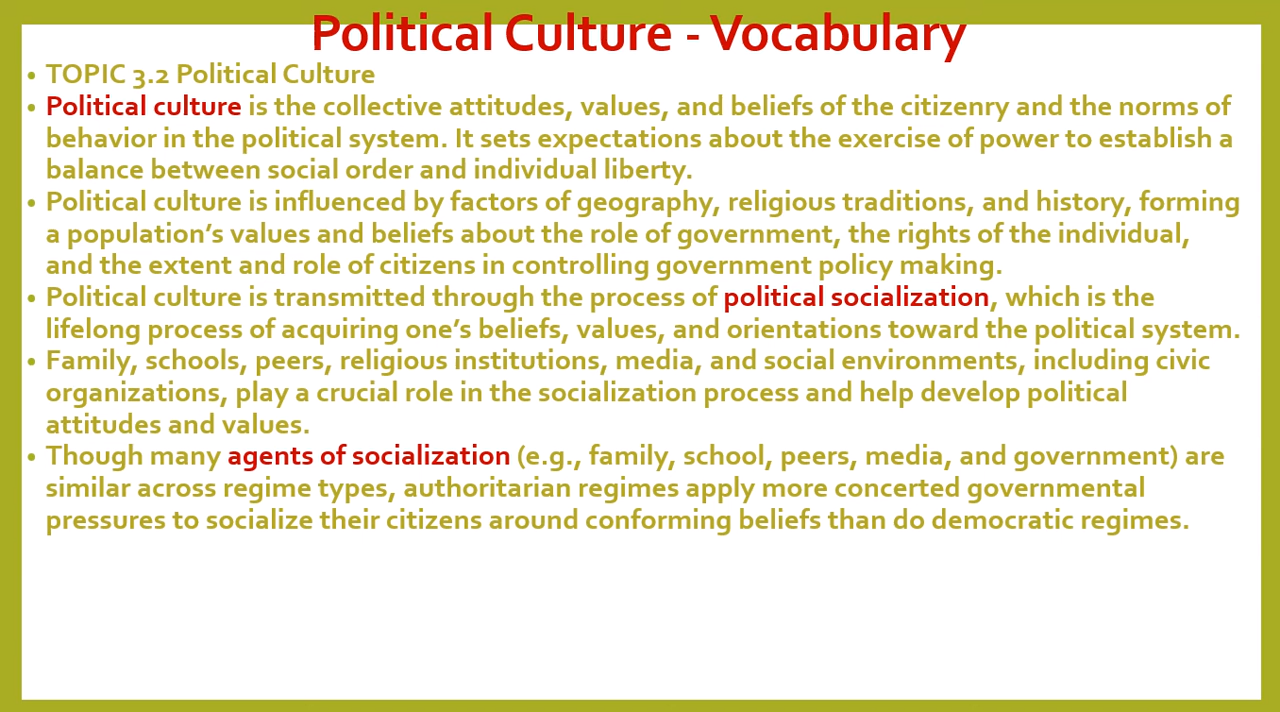 Political Culture - Vocabulary
• TOPIC 3.2 Political Culture
• Political culture is the collective attitudes, values, and beliefs of the citizenry and the norms of
behavior in the political system. It sets expectations about the exercise of power to establish a
balance between social order and individual liberty.
• Political culture is influenced by factors of geography, religious traditions, and history, forming
a population’s values and beliefs about the role of government, the rights of the individual,
and the extent and role of citizens in controlling government policy making.
• Political culture is transmitted through the process of political socialization, which is the
lifelong process of acquiring one’s beliefs, values, and orientations toward the political system.
• Family, schools, peers, religious institutions, media, and social environments, including civic
organizations, play a crucial role in the socialization process and help develop political
attitudes and values.
• Though many agents of socialization (e.g., family, school, peers, media, and government) are
similar across regime types, authoritarian regimes apply more concerted governmental
pressures to socialize their citizens around conforming beliefs than do democratic regimes.